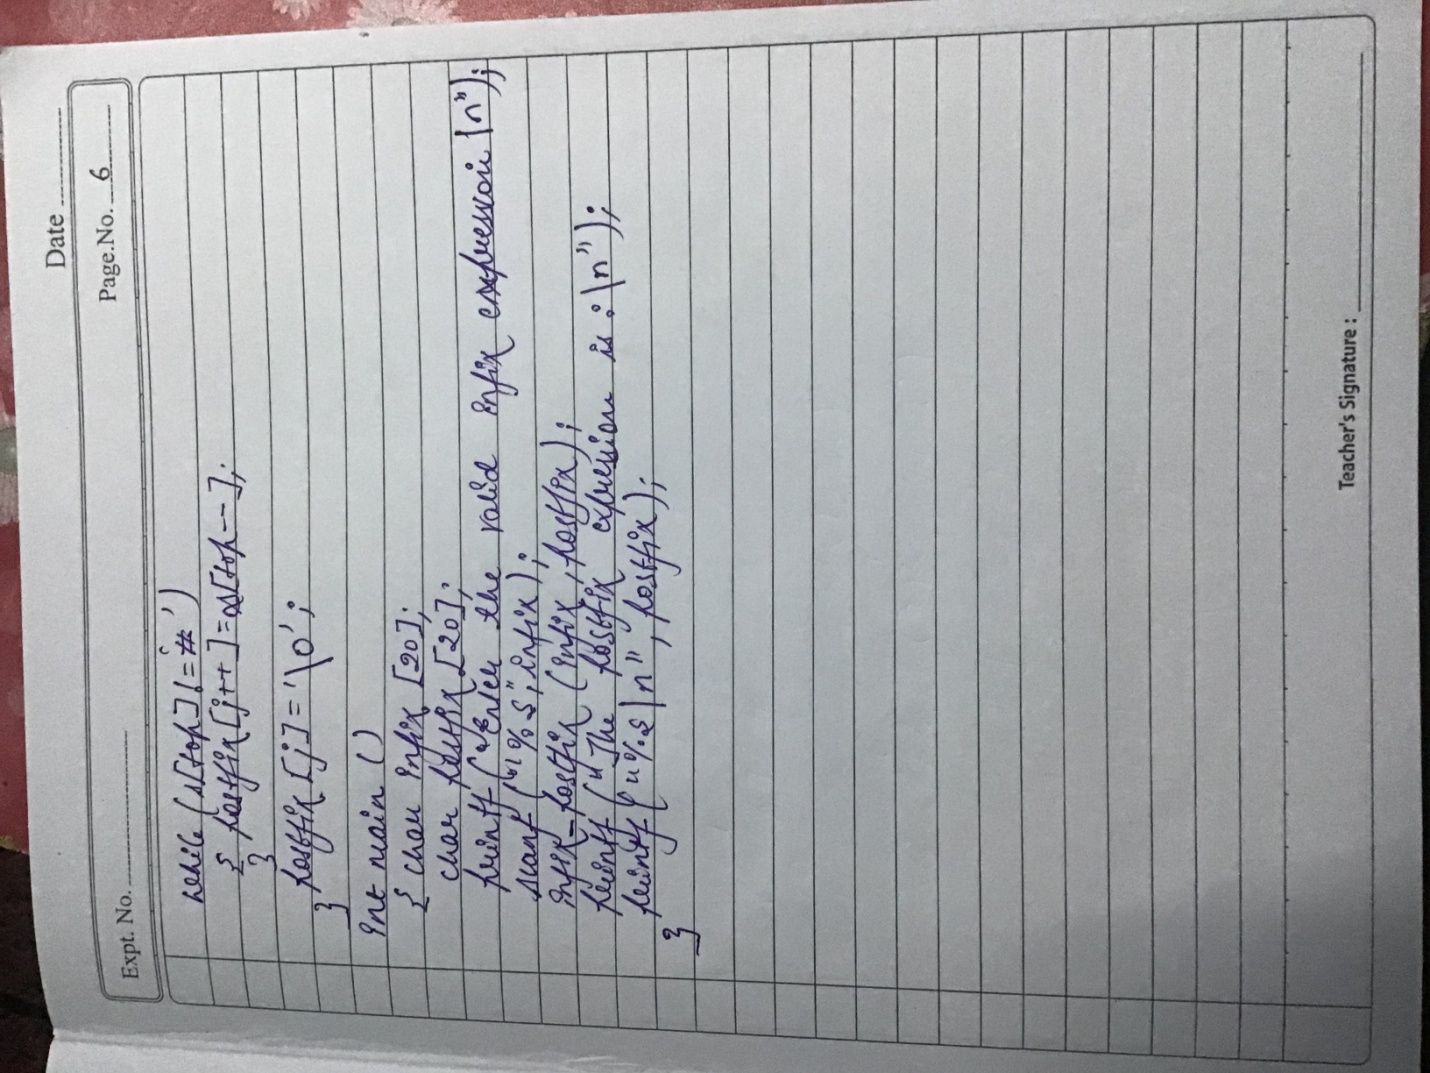 Date
Expt. No.
Page.No. 6
while (s[top]!='#')
{ postfix[j++]=s[top--];
}
postfix[j]='\0';
}
int main ()
{ char infix [20];
char postfix [20];
printf ("Enter the valid infix expression \n");
scanf ("%s", infix);
infix_postfix (infix, postfix);
printf ("The postfix expression is : \n");
printf ("%s \n", postfix);
}
Teacher's Signature :